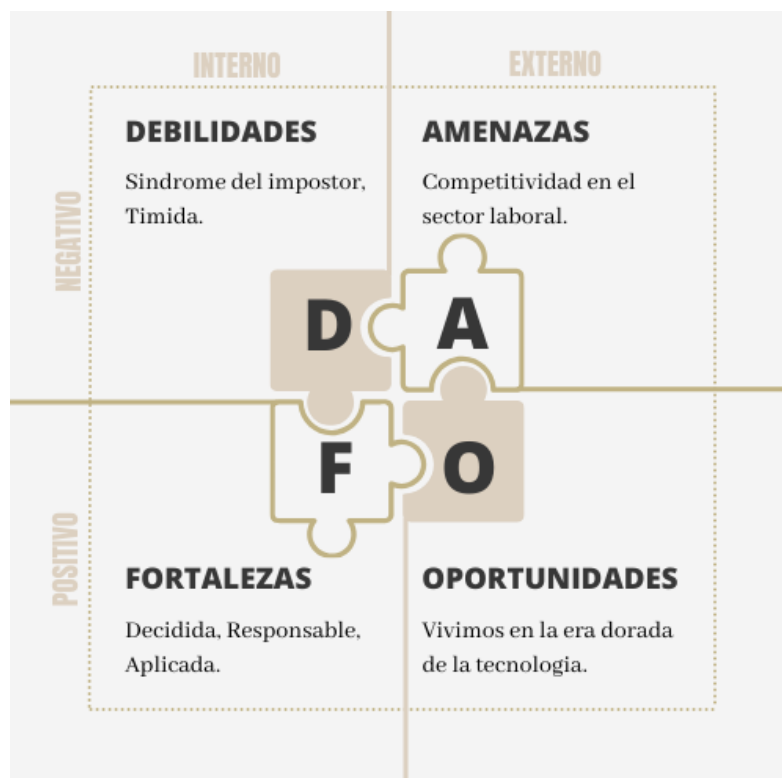 INTERNO
EXTERNO
NEGATIVO
DEBILIDADES
Sindrome del impostor,
Timida.
AMENAZAS
Competitividad en el
sector laboral.
D
A
F
O
POSITIVO
FORTALEZAS
Decidida, Responsable,
Aplicada.
OPORTUNIDADES
Vivimos en la era dorada
de la tecnologia.